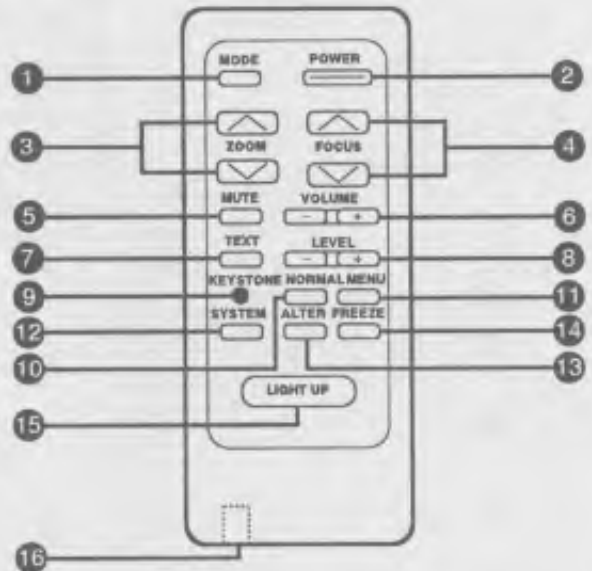 MODE POWER
1 2
3 ZOOM FOCUS 4
MUTE VOLUME
5 - + 6
TEXT LEVEL
7 - + 8
KEYSTONE NORMAL MENU
9 11
SYSTEM ALTER FREEZE
12 14
10 13
LIGHT UP
15
16